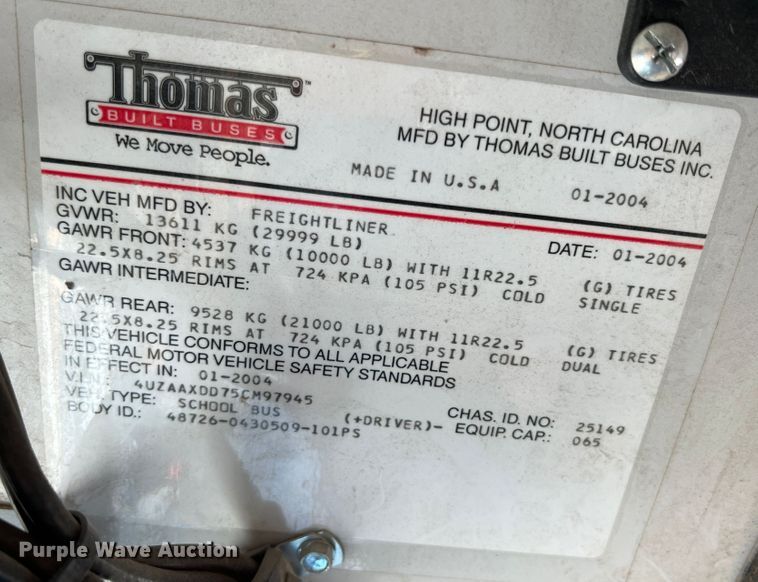 Thomas™
BUILT BUSES
We Move People.
HIGH POINT, NORTH CAROLINA
MFD BY THOMAS BUILT BUSES INC.
MADE IN U.S.A 01-2004
INC VEH MFD BY: FREIGHTLINER DATE: 01-2004
GVWR: 13611 KG (29999 LB)
GAWR FRONT: 4537 KG (10000 LB) WITH 11R22.5 (G) TIRES
22.5X8.25 RIMS AT 724 KPA (105 PSI) COLD SINGLE
GAWR INTERMEDIATE:
GAWR REAR: 9528 KG (21000 LB) WITH 11R22.5 (G) TIRES
22.5X8.25 RIMS AT 724 KPA (105 PSI) COLD DUAL
THIS VEHICLE CONFORMS TO ALL APPLICABLE
FEDERAL MOTOR VEHICLE SAFETY STANDARDS
IN EFFECT IN: 01-2004
V.I.N.: 4UZAAXDD75CM97945 CHAS. ID. NO: 25149
VEH. TYPE: SCHOOL BUS (+DRIVER)- EQUIP. CAP.: 065
BODY ID.: 48726-0430509-101PS
Purple Wave Auction